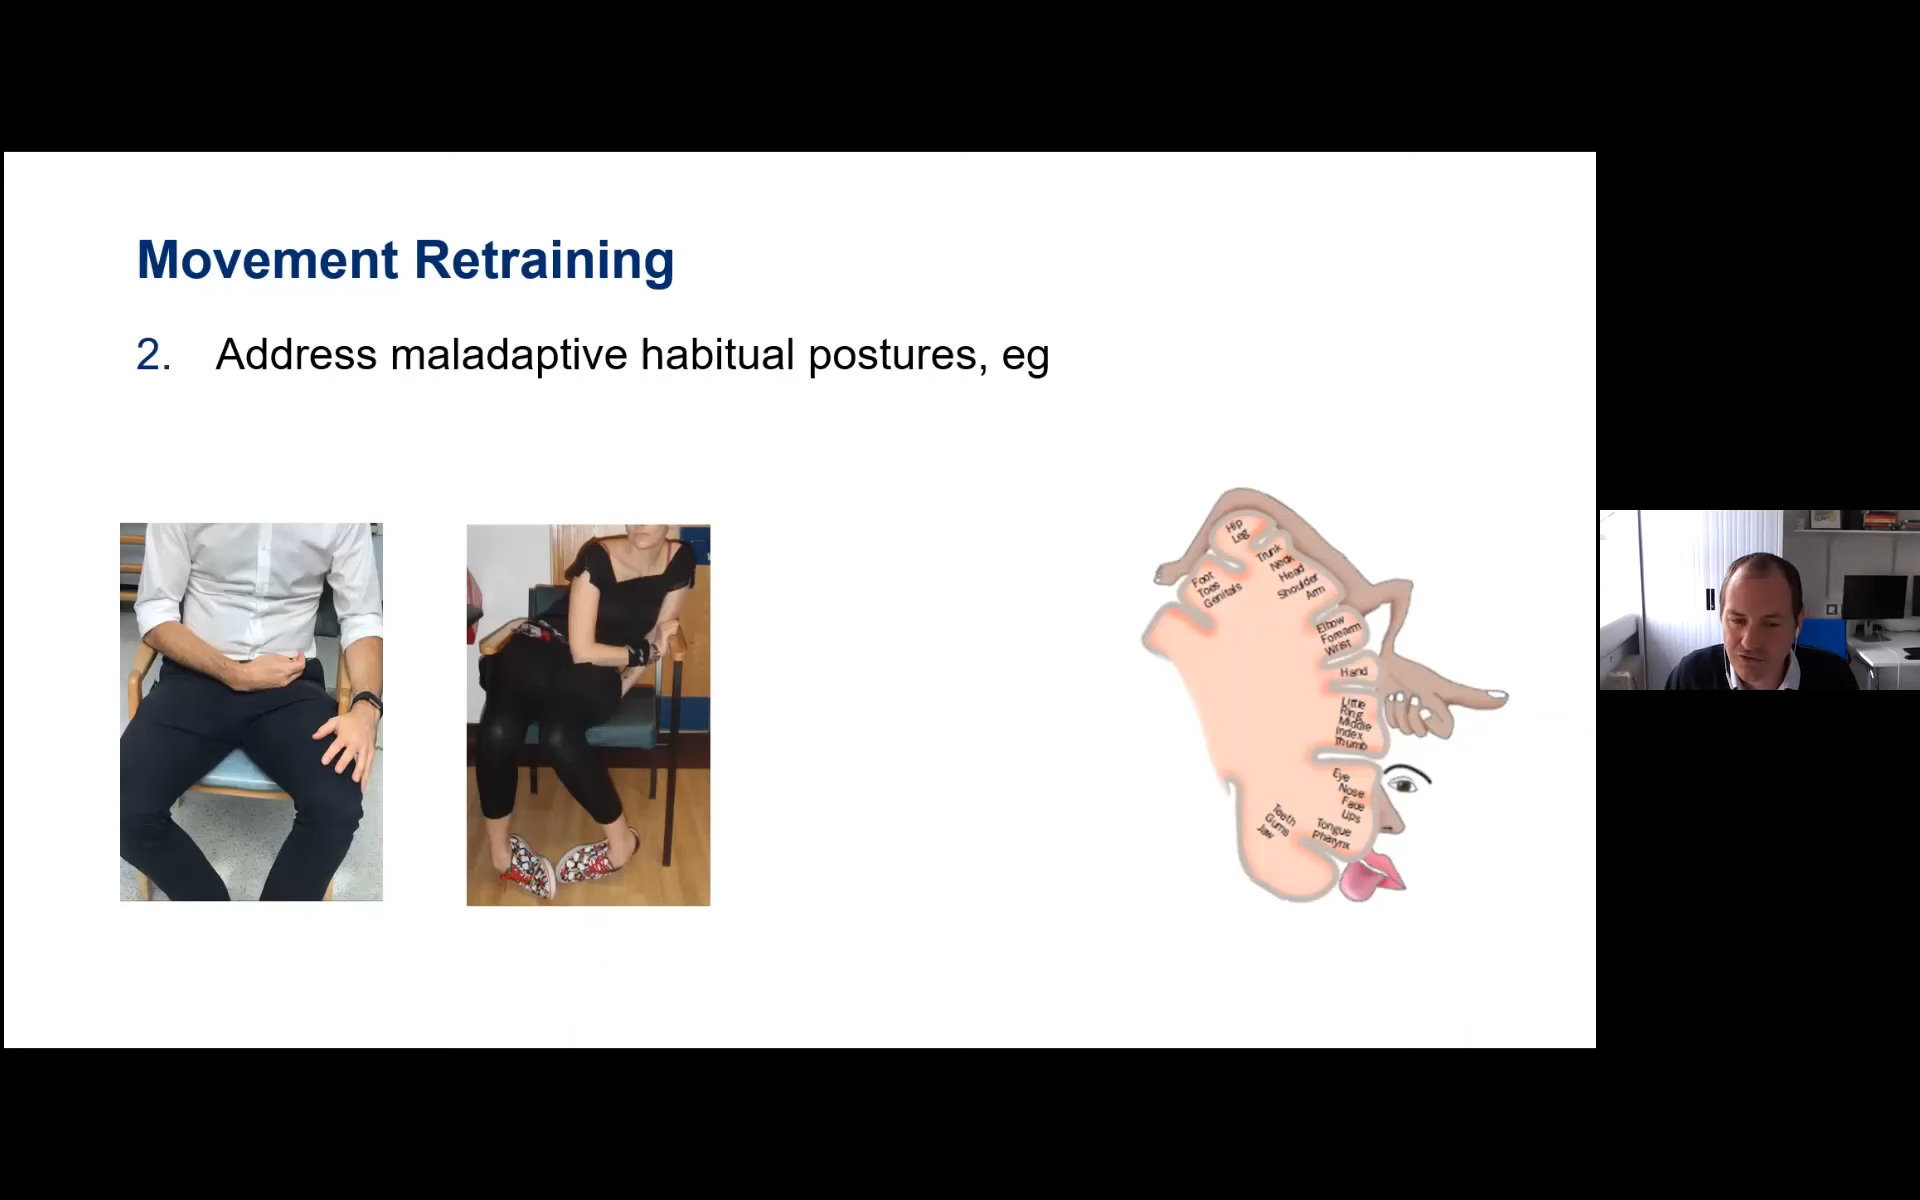 Movement Retraining
2. Address maladaptive habitual postures, eg
Hip
Leg
Trunk
Neck
Head
Shoulder
Arm
Foot
Toes
Genitals
Elbow
Forearm
Wrist
Hand
Little
Ring
Middle
Index
Thumb
Eye
Nose
Face
Lips
Teeth
Gums
Jaw
Tongue
Pharynx